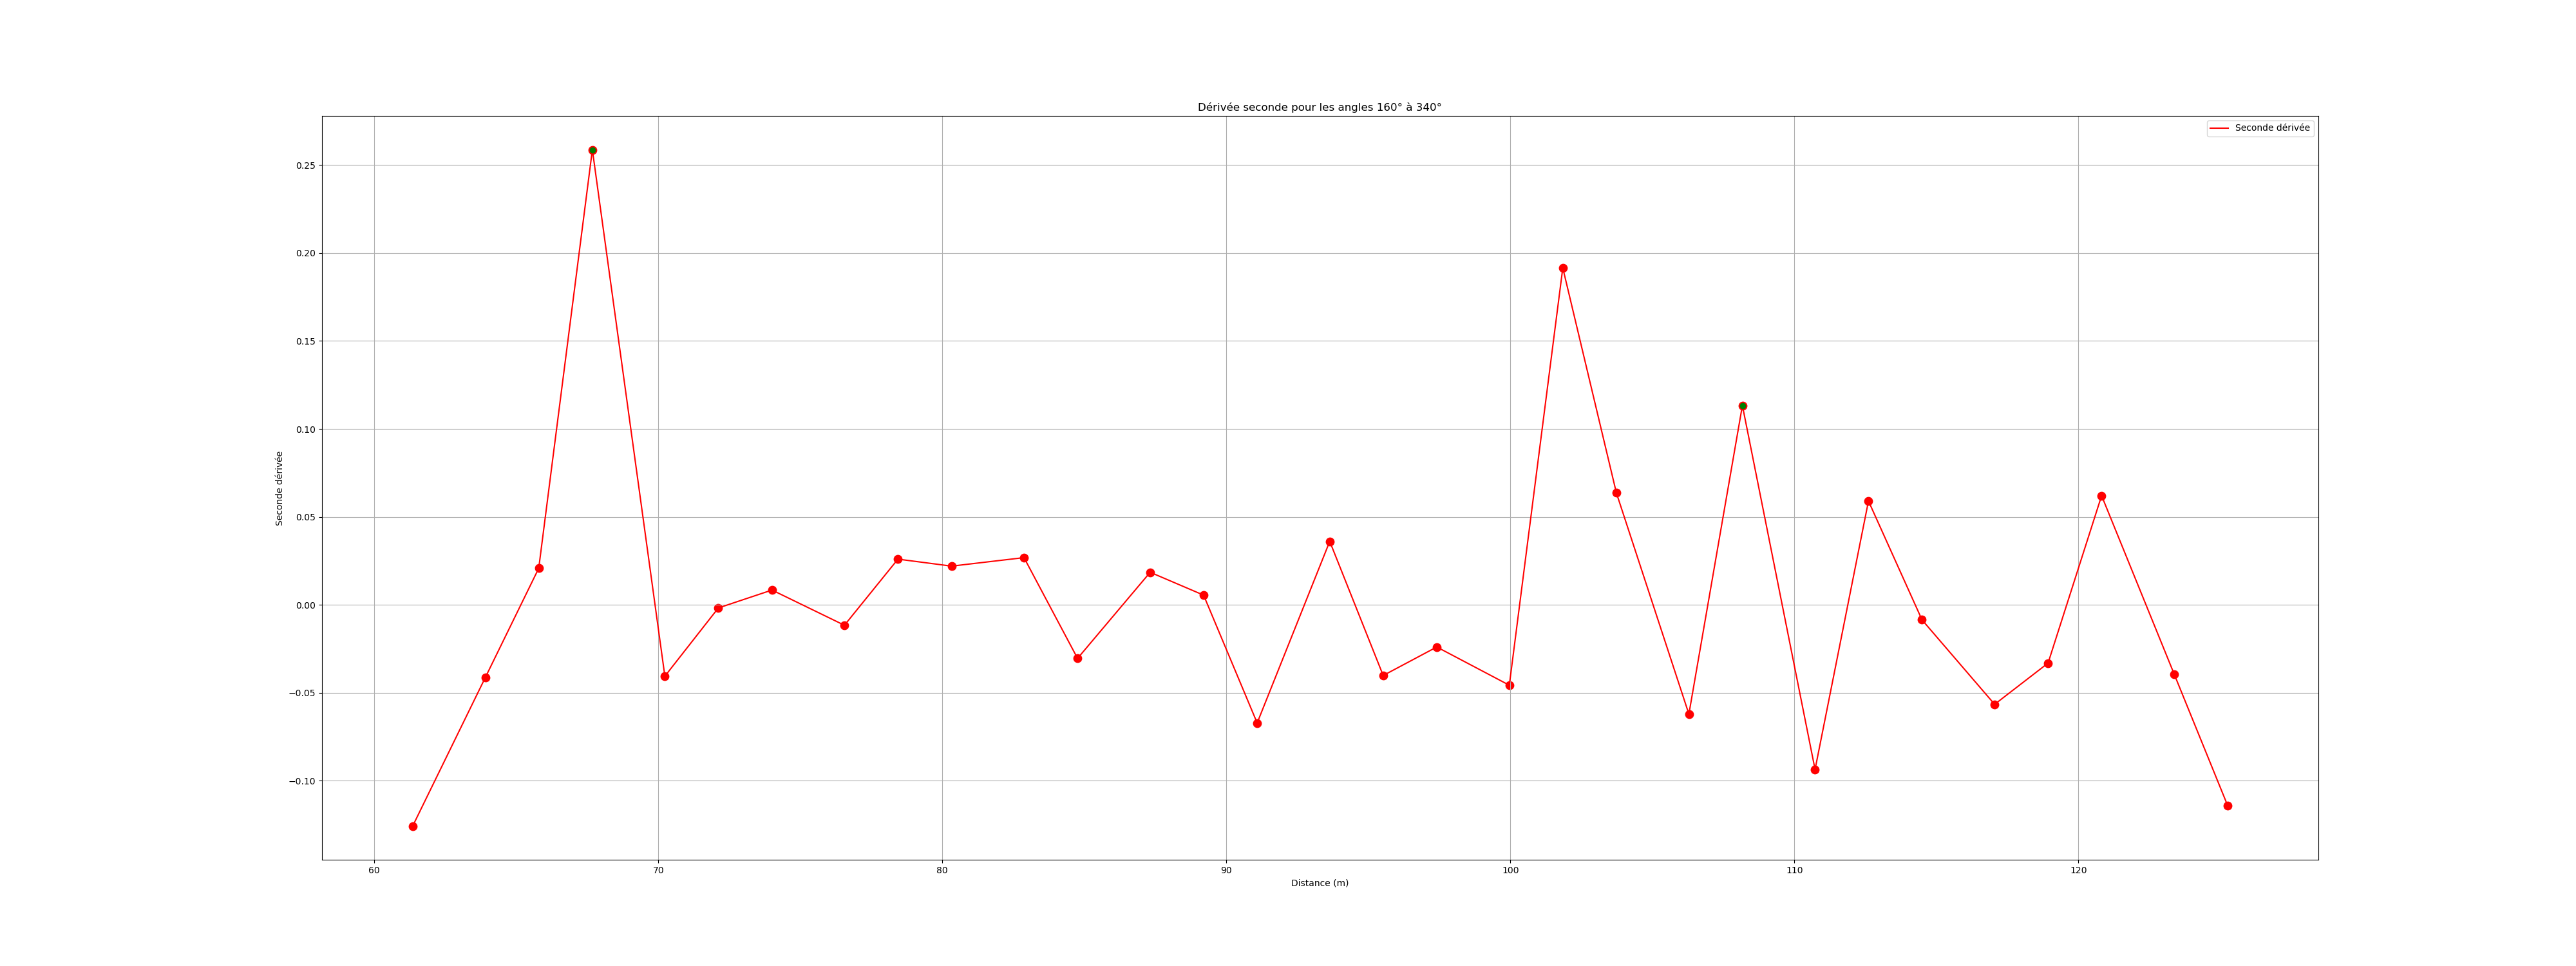 Dérivée seconde pour les angles 160° à 340°
Seconde dérivée
0.25
0.20
0.15
0.10
0.05
0.00
−0.05
−0.10
Seconde dérivée
60 70 80 90 100 110 120
Distance (m)